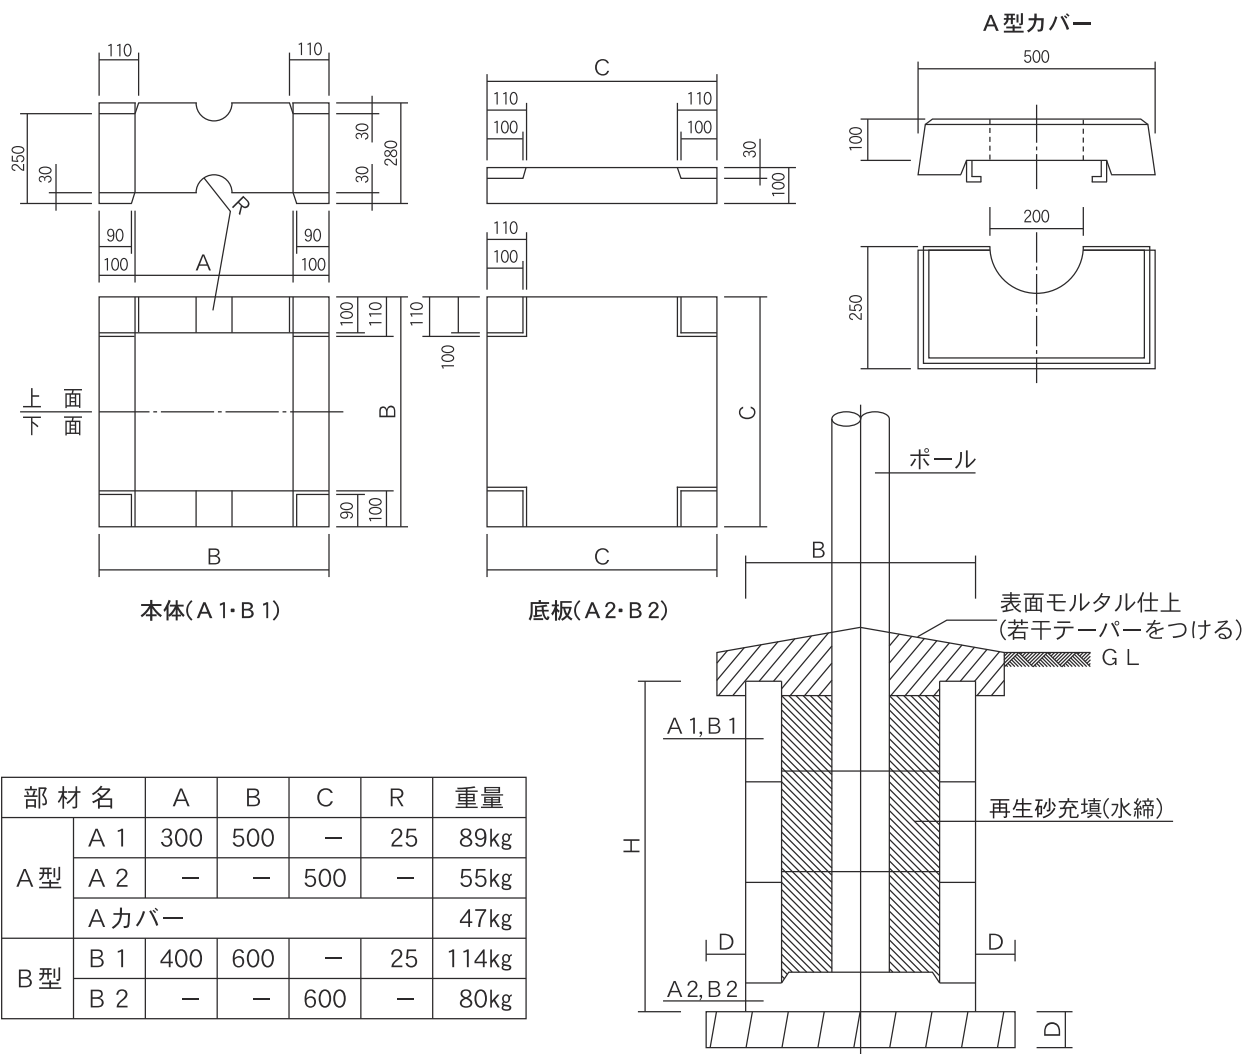 110
110
250
30
30
280
30
R
90
90
100
A
100
100
110
B
上 面
下 面
90
100
B
本体(A1・B1)
C
110
110
100
100
30
100
110
100
110
100
C
C
底板(A2・B2)
A型カバー
500
100
200
250
ポール
B
表面モルタル仕上
(若干テーパーをつける)
GL
A1,B1
再生砂充填(水締)
H
D
D
A2,B2
D
部材名 A B C R 重量
A型 A1 300 500 − 25 89kg
A2 − − 500 − 55kg
Aカバー 47kg
B型 B1 400 600 − 25 114kg
B2 − − 600 − 80kg